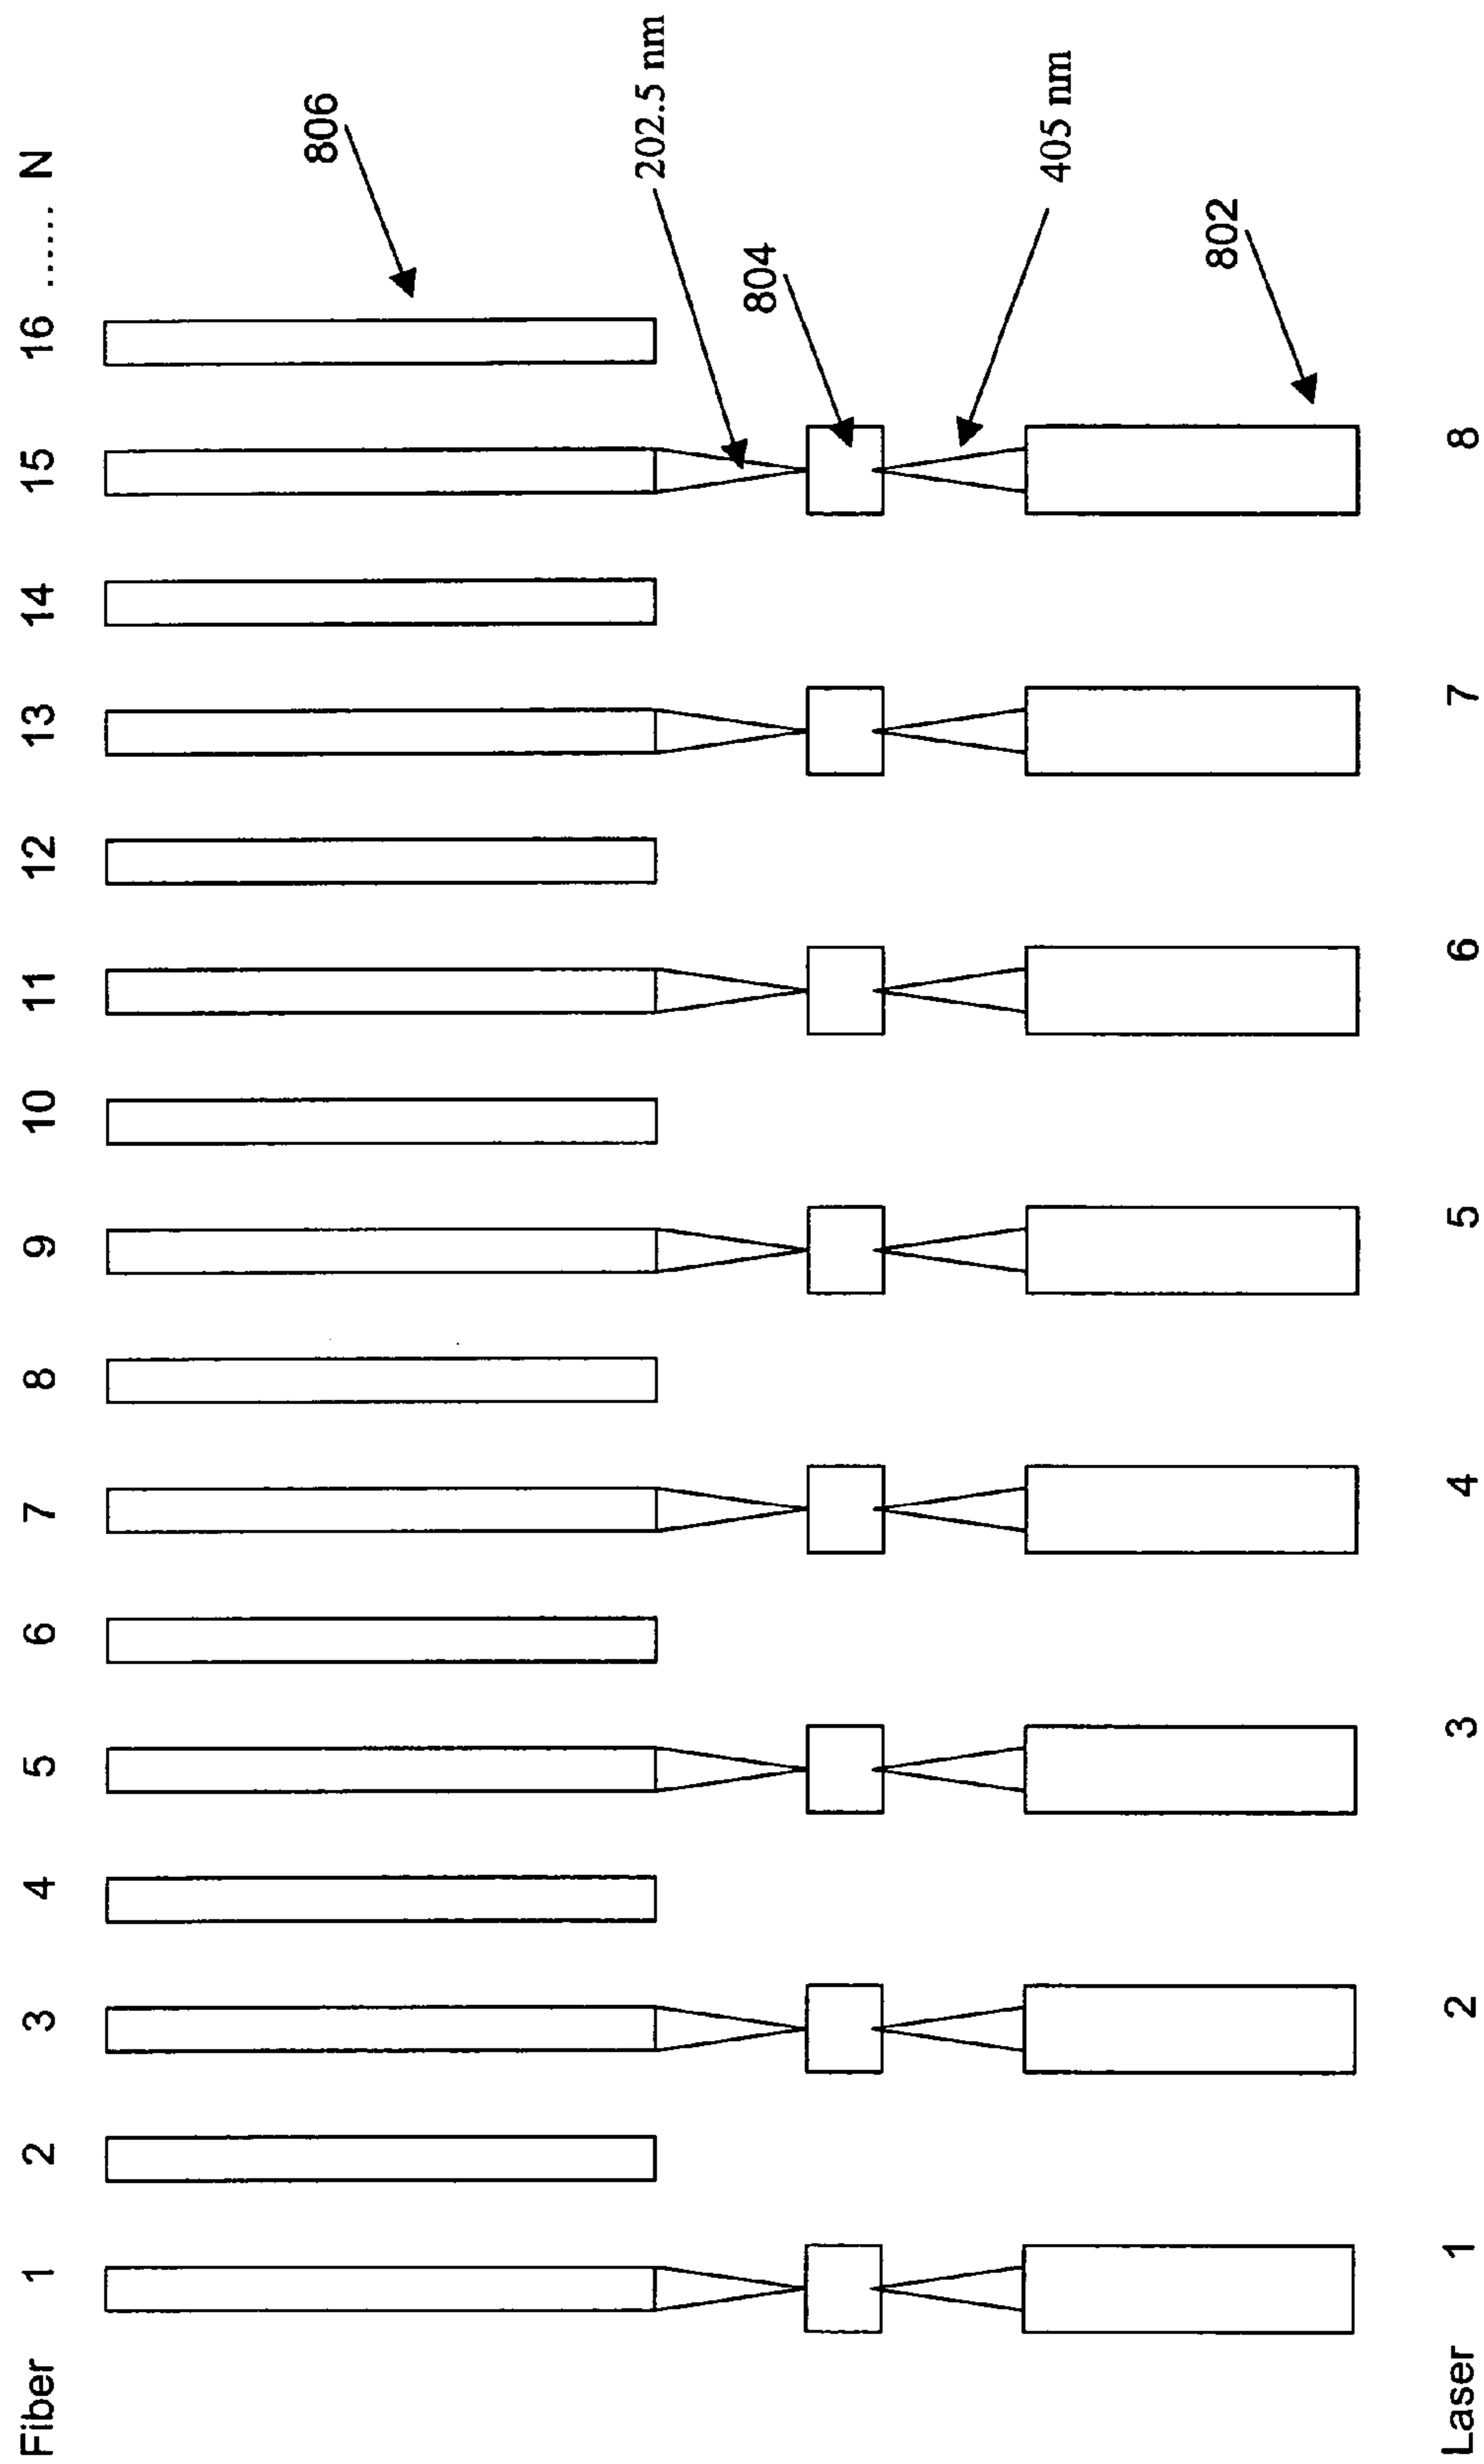 Fiber 1 2 3 4 5 6 7 8 9 10 11 12 13 14 15 16 ...... N
806
202.5 nm
804
405 nm
802
Laser 1 2 3 4 5 6 7 8